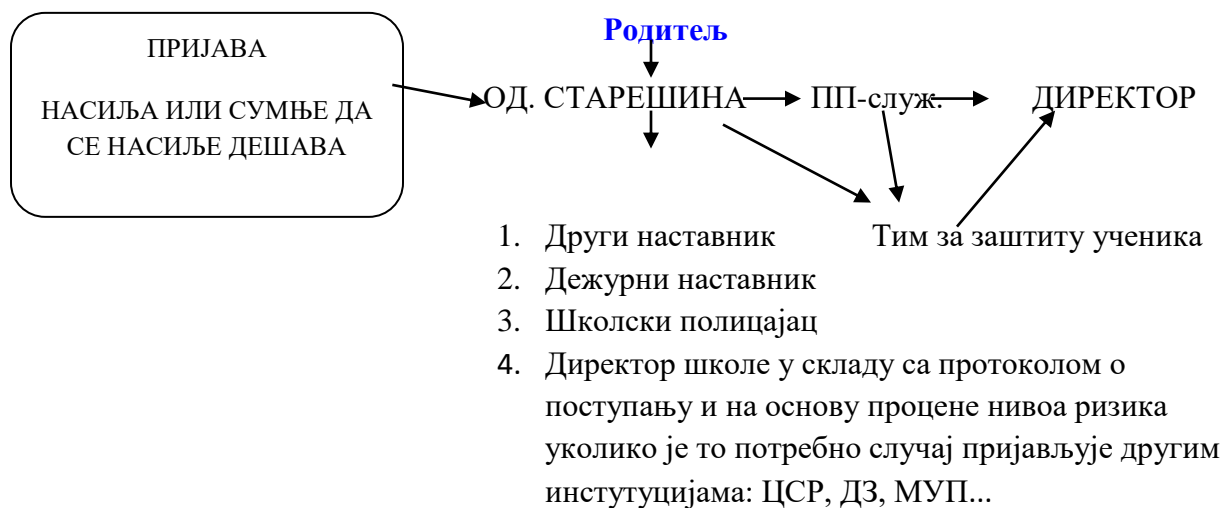 ПРИЈАВА
НАСИЉА ИЛИ СУМЊЕ ДА
СЕ НАСИЉЕ ДЕШАВА
Родитељ
ОД. СТАРЕШИНА ПП-служ. ДИРЕКТОР
1. Други наставник Тим за заштиту ученика
2. Дежурни наставник
3. Школски полицајац
4. Директор школе у складу са протоколом о
поступању и на основу процене нивоа ризика
уколико је то потребно случај пријављује другим
инстутуцијама: ЦСР, ДЗ, МУП...